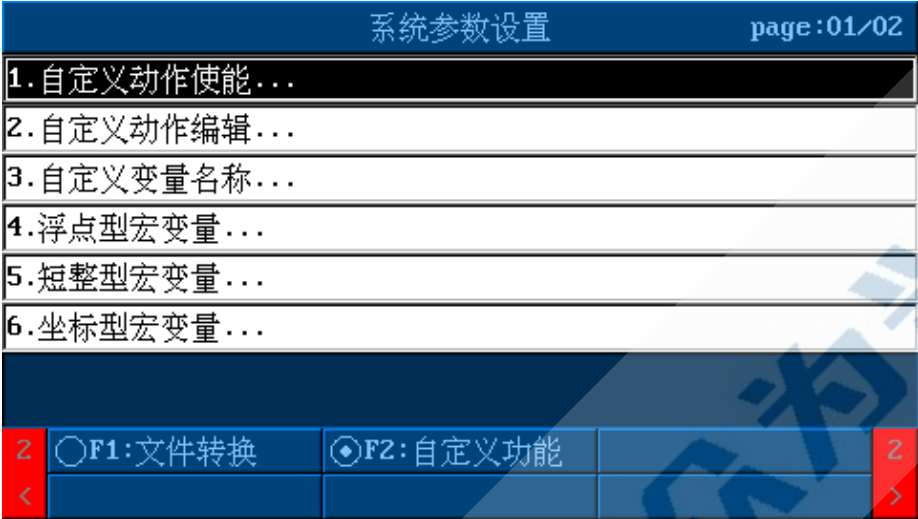 系统参数设置 page:01/02
1.自定义动作使能...
2.自定义动作编辑...
3.自定义变量名称...
4.浮点型宏变量...
5.短整型宏变量...
6.坐标型宏变量...
2 F1:文件转换 F2:自定义功能 2
< >
众为